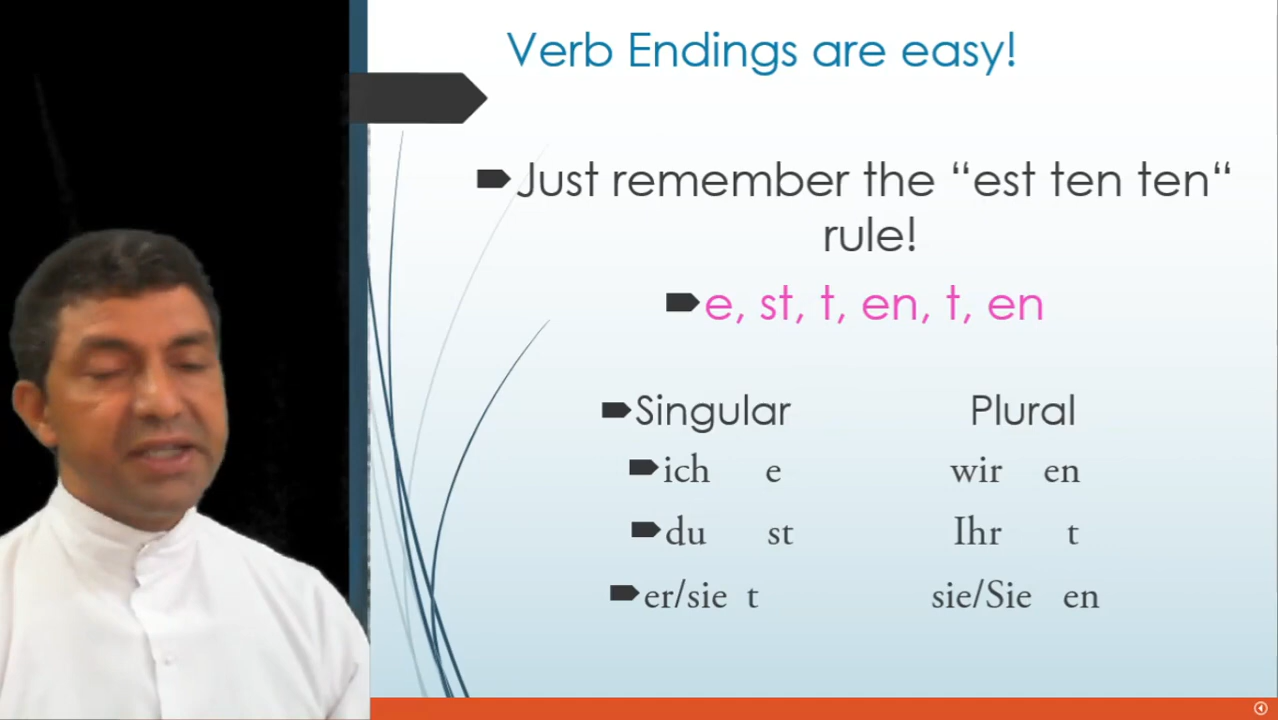 Verb Endings are easy!
Just remember the “est ten ten“
rule!
e, st, t, en, t, en
Singular Plural
ich e wir en
du st Ihr t
er/sie t sie/Sie en